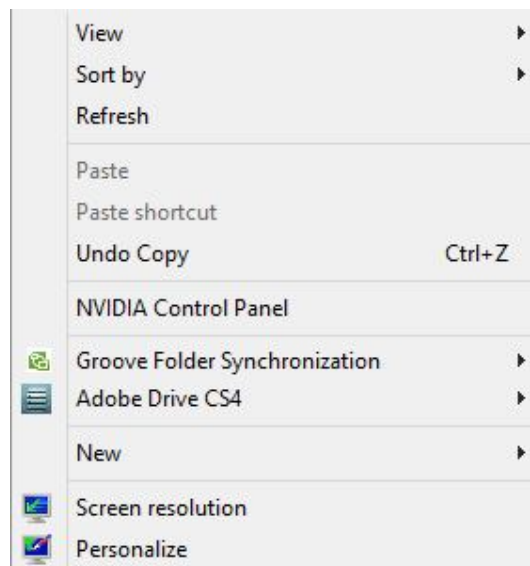 View
Sort by
Refresh
Paste
Paste shortcut
Undo Copy Ctrl+Z
NVIDIA Control Panel
Groove Folder Synchronization
Adobe Drive CS4
New
Screen resolution
Personalize